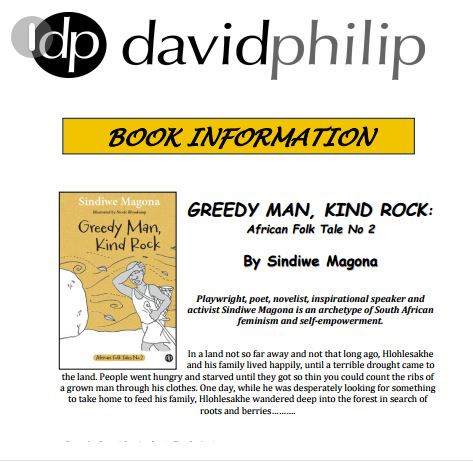 dp davidphilip
BOOK INFORMATION
Sindiwe Magona
Greedy Man,
Kind Rock
African Folk Tales No 2
GREEDY MAN, KIND ROCK:
African Folk Tale No 2
By Sindiwe Magona
Playwright, poet, novelist, inspirational speaker and
activist Sindiwe Magona is an archetype of South African
feminism and self-empowerment.
In a land not so far away and not that long ago, Hlohlesakhe
and his family lived happily, until a terrible drought came to
the land. People went hungry and starved until they got so thin you could count the ribs of
a grown man through his clothes. One day, while he was desperately looking for something
to take home to feed his family, Hlohlesakhe wandered deep into the forest in search of
roots and berries..........